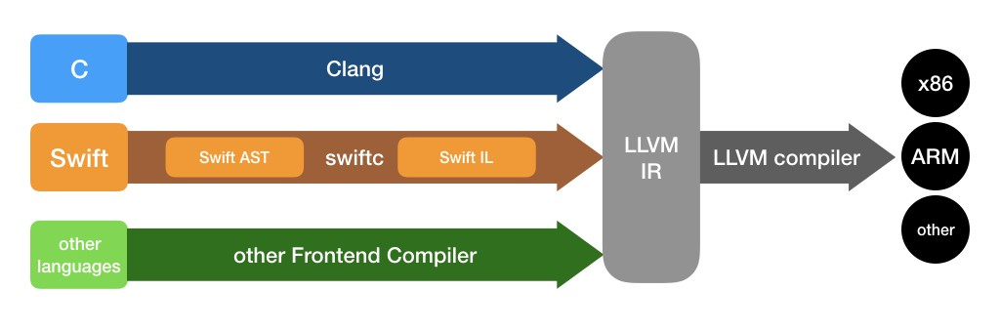 C
Clang
Swift
Swift AST
swiftc
Swift IL
other
languages
other Frontend Compiler
LLVM
IR
LLVM compiler
x86
ARM
other